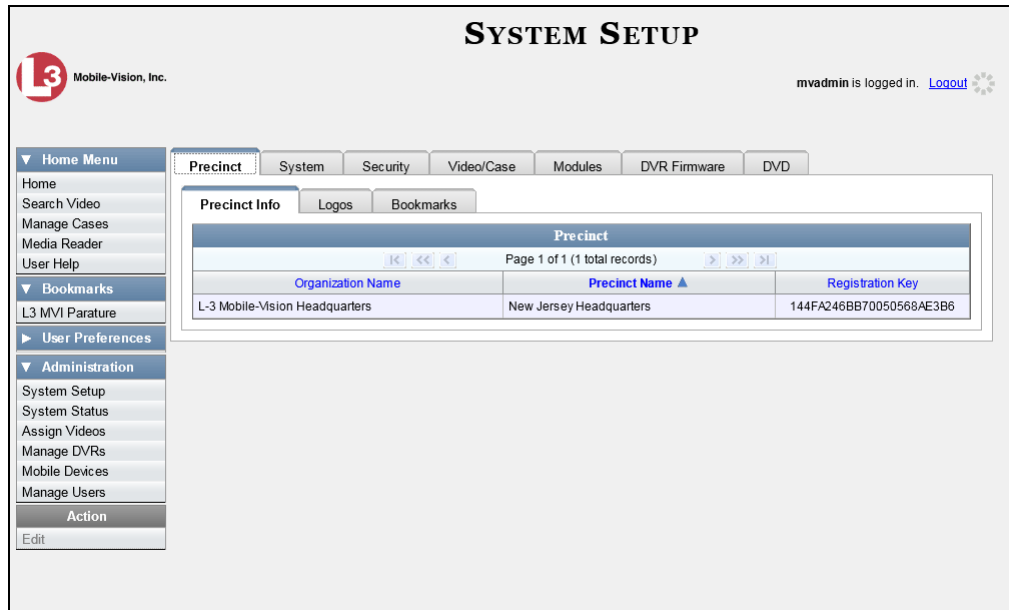 SYSTEM SETUP
L3 Mobile-Vision, Inc.
mvadmin is logged in. Logout
▼ Home Menu
Home
Search Video
Manage Cases
Media Reader
User Help
▼ Bookmarks
L3 MVI Parature
▶ User Preferences
▼ Administration
System Setup
System Status
Assign Videos
Manage DVRs
Mobile Devices
Manage Users
Action
Edit
Precinct System Security Video/Case Modules DVR Firmware DVD
Precinct Info Logos Bookmarks
Precinct
Page 1 of 1 (1 total records)
Organization Name Precinct Name ▲ Registration Key
L-3 Mobile-Vision Headquarters New Jersey Headquarters 144FA246BB70050568AE3B6